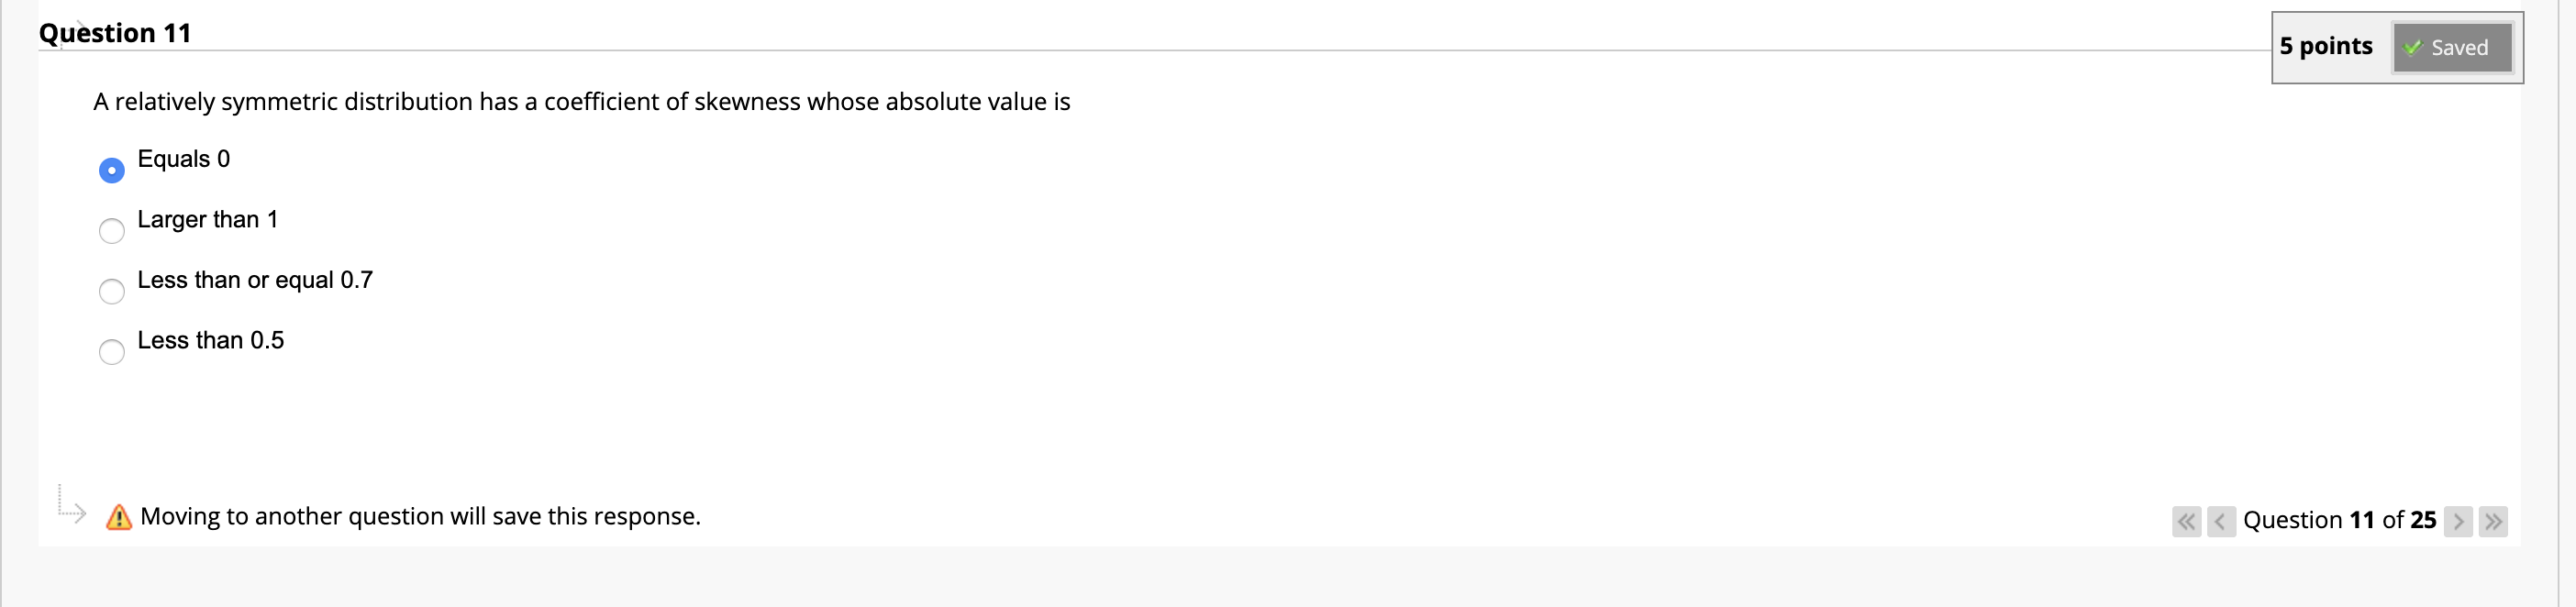 Question 11
5 points
Saved
A relatively symmetric distribution has a coefficient of skewness whose absolute value is
Equals 0
Larger than 1
Less than or equal 0.7
Less than 0.5
Moving to another question will save this response.
Question 11 of 25